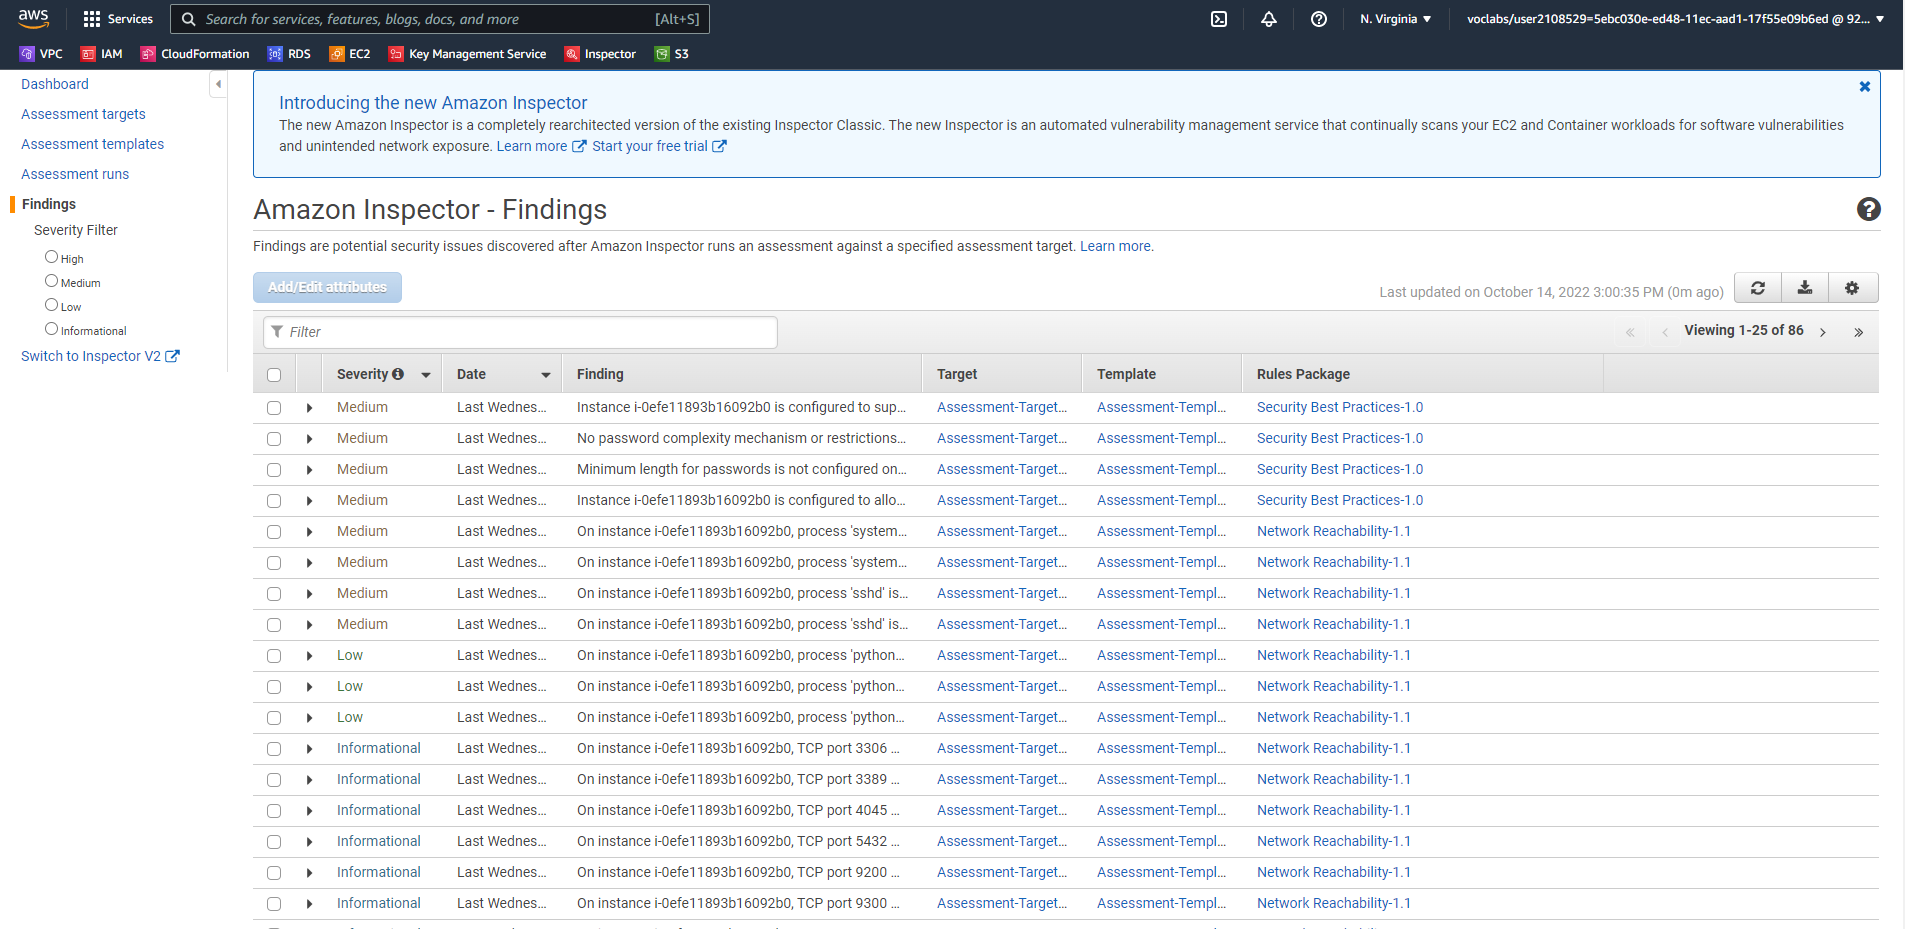 aws Services Search for services, features, blogs, docs, and more [Alt+S] N. Virginia voclabs/user2108529=5ebc030e-ed48-11ec-aad1-17f55e09b6ed @ 92...
VPC IAM CloudFormation RDS EC2 Key Management Service Inspector S3
Dashboard
Assessment targets
Assessment templates
Assessment runs
Findings
Severity Filter
High
Medium
Low
Informational
Switch to Inspector V2
Introducing the new Amazon Inspector
The new Amazon Inspector is a completely rearchitected version of the existing Inspector Classic. The new Inspector is an automated vulnerability management service that continually scans your EC2 and Container workloads for software vulnerabilities
and unintended network exposure. Learn more Start your free trial
Amazon Inspector - Findings
Findings are potential security issues discovered after Amazon Inspector runs an assessment against a specified assessment target. Learn more.
Add/Edit attributes Last updated on October 14, 2022 3:00:35 PM (0m ago)
Filter Viewing 1-25 of 86
Severity Date Finding Target Template Rules Package
Medium Last Wednes... Instance i-0efe11893b16092b0 is configured to sup... Assessment-Target... Assessment-Templ... Security Best Practices-1.0
Medium Last Wednes... No password complexity mechanism or restrictions... Assessment-Target... Assessment-Templ... Security Best Practices-1.0
Medium Last Wednes... Minimum length for passwords is not configured on... Assessment-Target... Assessment-Templ... Security Best Practices-1.0
Medium Last Wednes... Instance i-0efe11893b16092b0 is configured to allo... Assessment-Target... Assessment-Templ... Security Best Practices-1.0
Medium Last Wednes... On instance i-0efe11893b16092b0, process 'system... Assessment-Target... Assessment-Templ... Network Reachability-1.1
Medium Last Wednes... On instance i-0efe11893b16092b0, process 'system... Assessment-Target... Assessment-Templ... Network Reachability-1.1
Medium Last Wednes... On instance i-0efe11893b16092b0, process 'sshd' is... Assessment-Target... Assessment-Templ... Network Reachability-1.1
Medium Last Wednes... On instance i-0efe11893b16092b0, process 'sshd' is... Assessment-Target... Assessment-Templ... Network Reachability-1.1
Low Last Wednes... On instance i-0efe11893b16092b0, process 'python... Assessment-Target... Assessment-Templ... Network Reachability-1.1
Low Last Wednes... On instance i-0efe11893b16092b0, process 'python... Assessment-Target... Assessment-Templ... Network Reachability-1.1
Low Last Wednes... On instance i-0efe11893b16092b0, process 'python... Assessment-Target... Assessment-Templ... Network Reachability-1.1
Informational Last Wednes... On instance i-0efe11893b16092b0, TCP port 3306 ... Assessment-Target... Assessment-Templ... Network Reachability-1.1
Informational Last Wednes... On instance i-0efe11893b16092b0, TCP port 3389 ... Assessment-Target... Assessment-Templ... Network Reachability-1.1
Informational Last Wednes... On instance i-0efe11893b16092b0, TCP port 4045 ... Assessment-Target... Assessment-Templ... Network Reachability-1.1
Informational Last Wednes... On instance i-0efe11893b16092b0, TCP port 5432 ... Assessment-Target... Assessment-Templ... Network Reachability-1.1
Informational Last Wednes... On instance i-0efe11893b16092b0, TCP port 9200 ... Assessment-Target... Assessment-Templ... Network Reachability-1.1
Informational Last Wednes... On instance i-0efe11893b16092b0, TCP port 9300 ... Assessment-Target... Assessment-Templ... Network Reachability-1.1